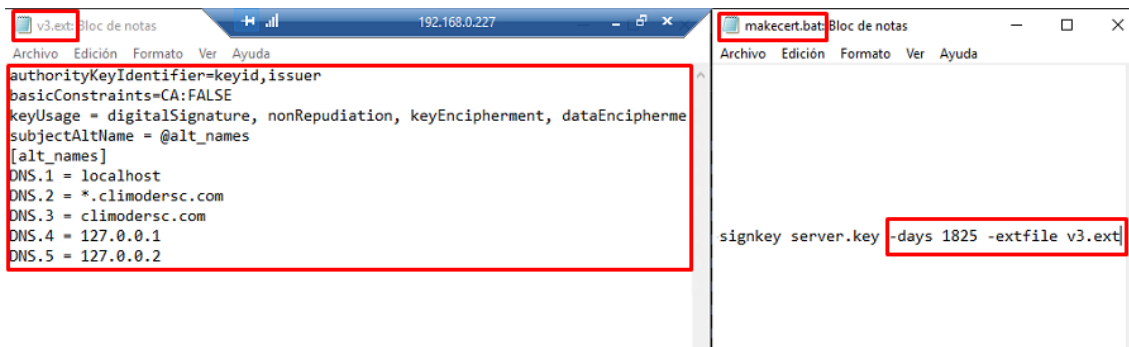 v3.ext: Bloc de notas
192.168.0.227
Archivo Edición Formato Ver Ayuda
authorityKeyIdentifier=keyid,issuer
basicConstraints=CA:FALSE
keyUsage = digitalSignature, nonRepudiation, keyEncipherment, dataEncipherme
subjectAltName = @alt_names
[alt_names]
DNS.1 = localhost
DNS.2 = *.climodersc.com
DNS.3 = climodersc.com
DNS.4 = 127.0.0.1
DNS.5 = 127.0.0.2
makecert.bat: Bloc de notas
Archivo Edición Formato Ver Ayuda
signkey server.key -days 1825 -extfile v3.ext